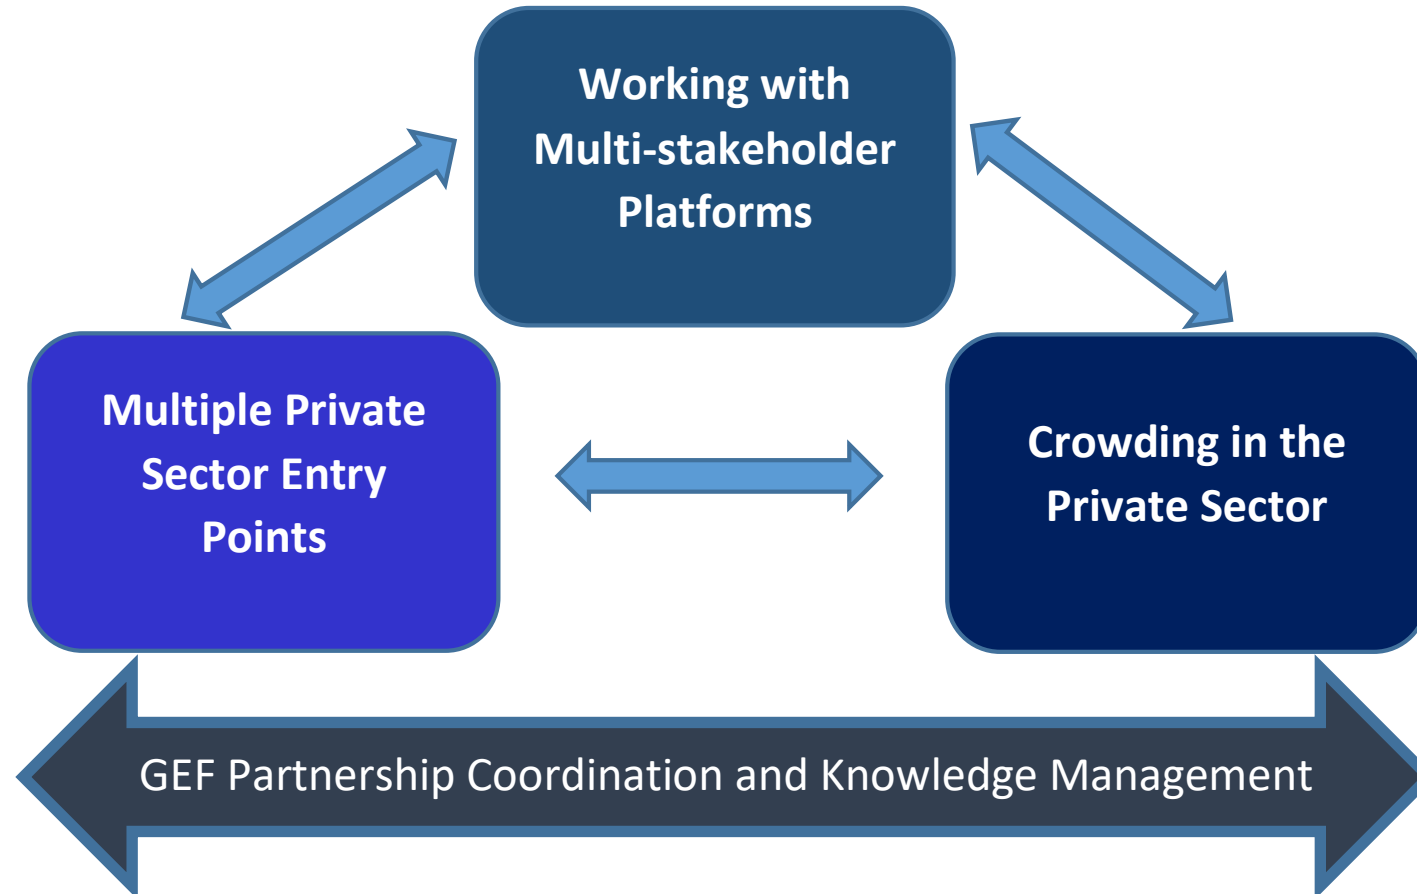 Working with
Multi-stakeholder
Platforms
Multiple Private
Sector Entry
Points
Crowding in the
Private Sector
GEF Partnership Coordination and Knowledge Management